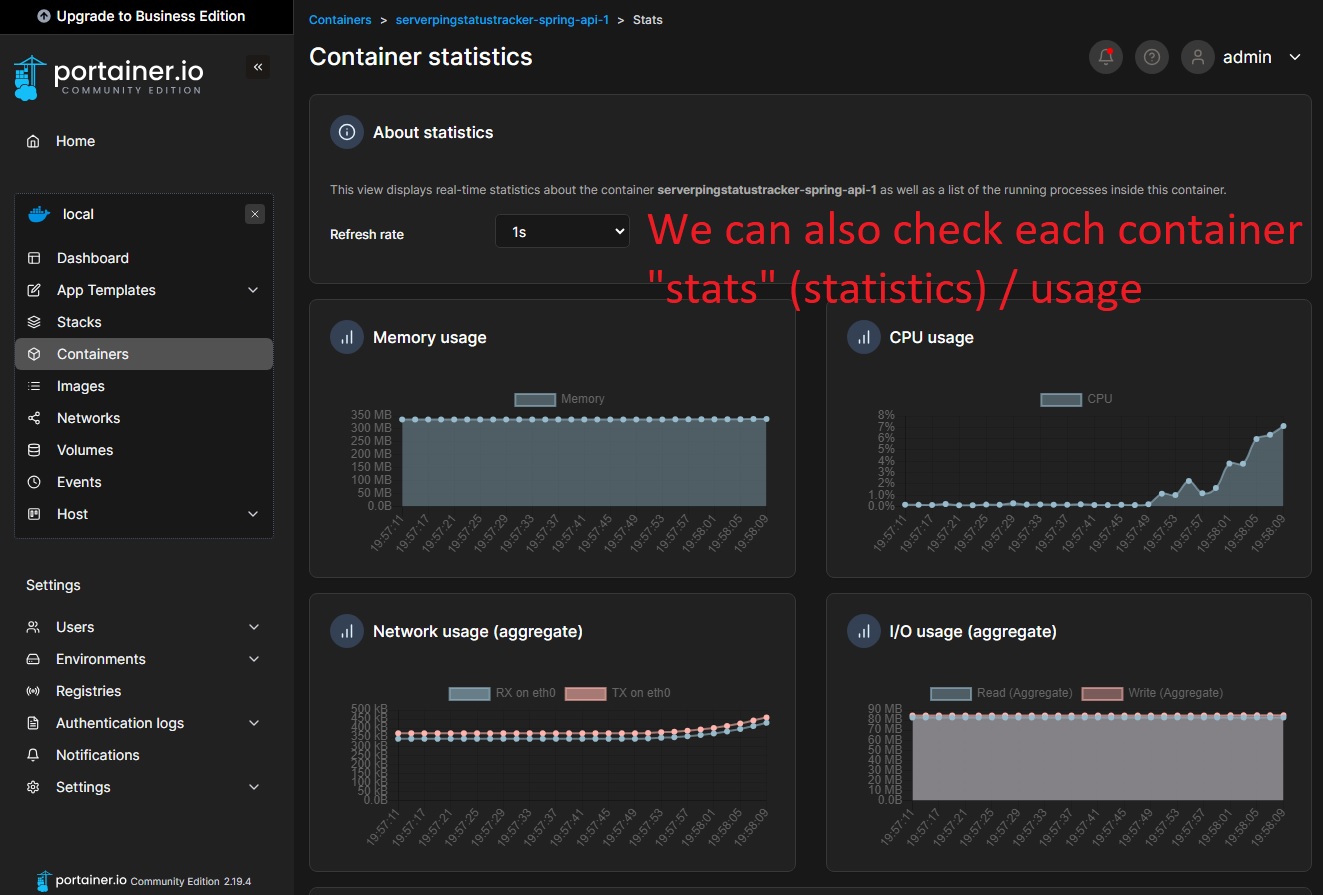 Upgrade to Business Edition
portainer.io
COMMUNITY EDITION
Home
local
Dashboard
App Templates
Stacks
Containers
Images
Networks
Volumes
Events
Host
Settings
Users
Environments
Registries
Authentication logs
Notifications
Settings
portainer.io Community Edition 2.19.4
Containers > serverpingstatustracker-spring-api-1 > Stats
Container statistics
admin
About statistics
This view displays real-time statistics about the container serverpingstatustracker-spring-api-1 as well as a list of the running processes inside this container.
Refresh rate
1s
We can also check each container
"stats" (statistics) / usage
Memory usage
Memory
350 MB
300 MB
250 MB
200 MB
150 MB
100 MB
50 MB
0.0B
19:57:11 19:57:17 19:57:21 19:57:25 19:57:29 19:57:33 19:57:37 19:57:41 19:57:45 19:57:49 19:57:53 19:57:57 19:58:01 19:58:05 19:58:09
CPU usage
CPU
8%
7%
6%
5%
4%
3%
2%
1.0%
0.0%
19:57:11 19:57:17 19:57:21 19:57:25 19:57:29 19:57:33 19:57:37 19:57:41 19:57:45 19:57:49 19:57:53 19:57:57 19:58:01 19:58:05 19:58:09
Network usage (aggregate)
RX on eth0 TX on eth0
500 kB
450 kB
400 kB
350 kB
300 kB
250 kB
200 kB
150 kB
100 kB
50 kB
0.0B
19:57:11 19:57:17 19:57:21 19:57:25 19:57:29 19:57:33 19:57:37 19:57:41 19:57:45 19:57:49 19:57:53 19:57:57 19:58:01 19:58:05 19:58:09
I/O usage (aggregate)
Read (Aggregate) Write (Aggregate)
90 MB
80 MB
70 MB
60 MB
50 MB
40 MB
30 MB
20 MB
10 MB
0.0B
19:57:11 19:57:17 19:57:21 19:57:25 19:57:29 19:57:33 19:57:37 19:57:41 19:57:45 19:57:49 19:57:53 19:57:57 19:58:01 19:58:05 19:58:09